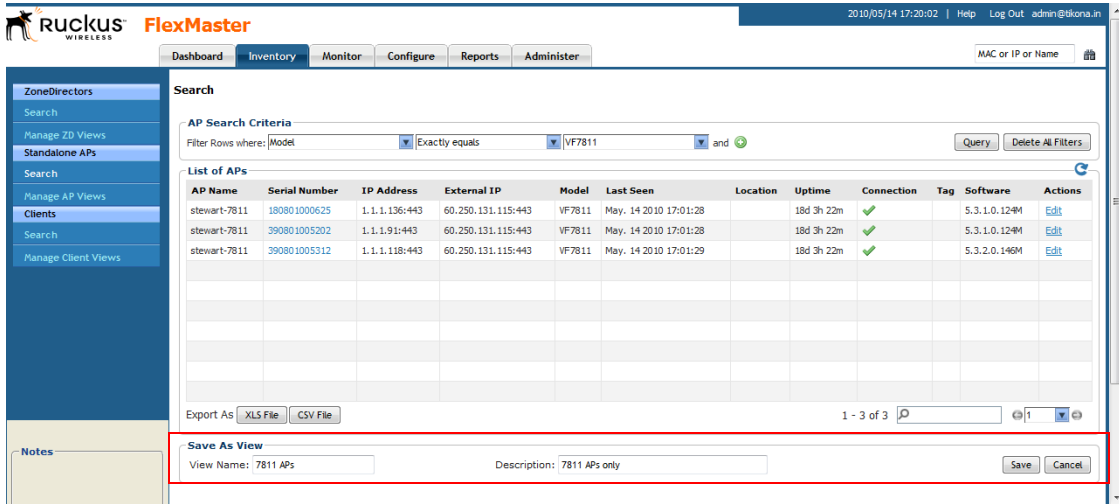 2010/05/14 17:20:02 | Help Log Out admin@tikona.in
Ruckus WIRELESS FlexMaster
Dashboard Inventory Monitor Configure Reports Administer MAC or IP or Name
ZoneDirectors
Search
Manage ZD Views
Standalone APs
Search
Manage AP Views
Clients
Search
Manage Client Views
Notes
Search
AP Search Criteria
Filter Rows where: Model Exactly equals VF7811 and Query Delete All Filters
List of APs
AP Name Serial Number IP Address External IP Model Last Seen Location Uptime Connection Tag Software Actions
stewart-7811 180801000625 1.1.1.136:443 60.250.131.115:443 VF7811 May. 14 2010 17:01:28 18d 3h 22m 5.3.1.0.124M Edit
stewart-7811 390801005202 1.1.1.91:443 60.250.131.115:443 VF7811 May. 14 2010 17:01:28 18d 3h 22m 5.3.1.0.124M Edit
stewart-7811 390801005312 1.1.1.118:443 60.250.131.115:443 VF7811 May. 14 2010 17:01:29 18d 3h 22m 5.3.2.0.146M Edit
Export As XLS File CSV File 1 - 3 of 3 1
Save As View
View Name: 7811 APs Description: 7811 APs only Save Cancel